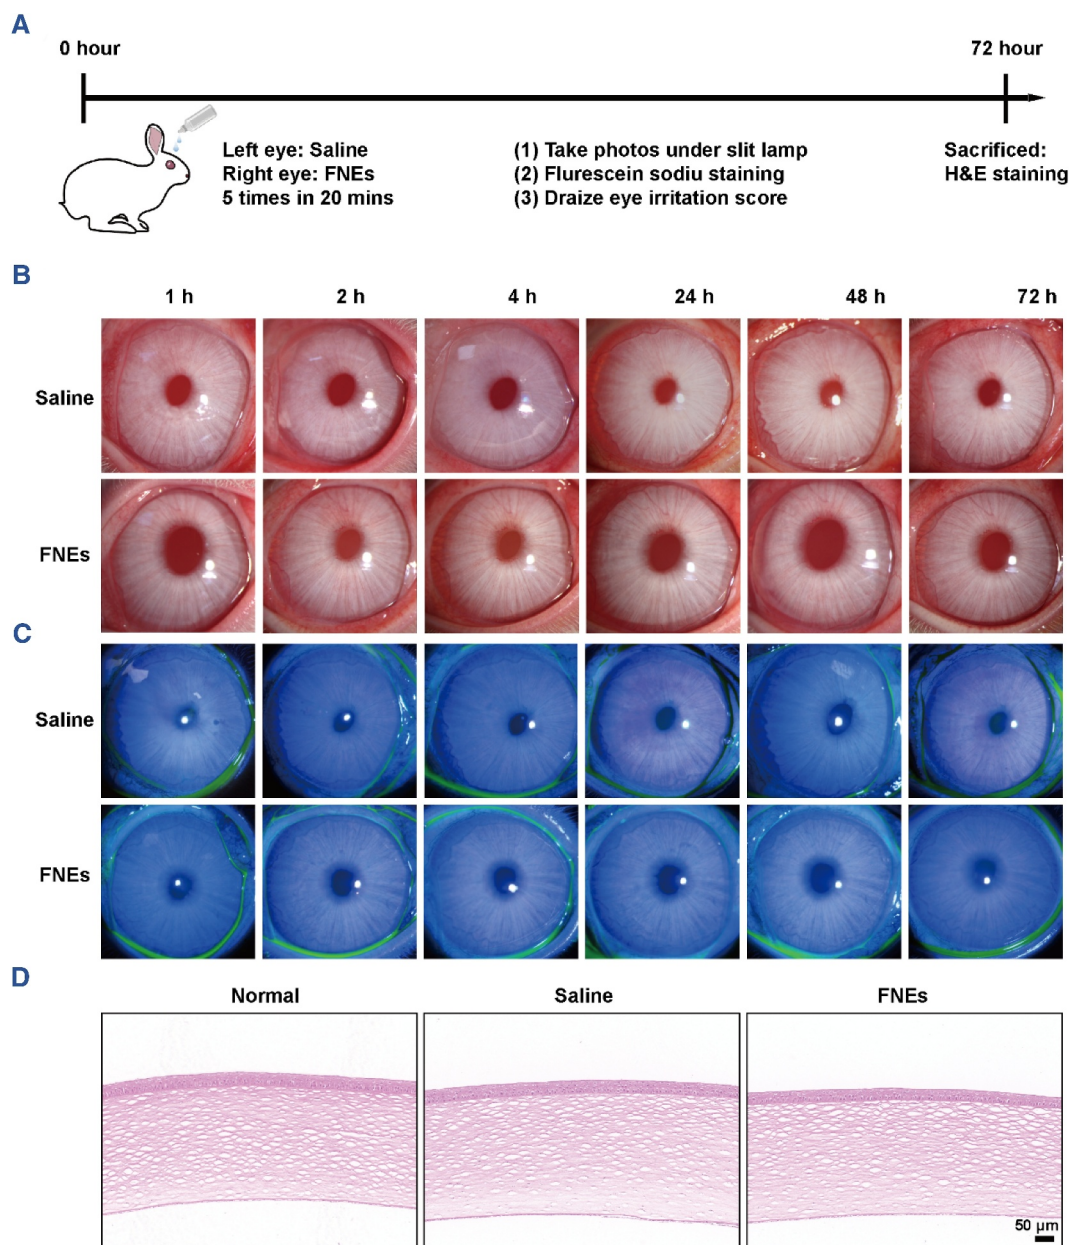 A
0 hour
72 hour
Left eye: Saline
Right eye: FNEs
5 times in 20 mins
(1) Take photos under slit lamp
(2) Flurescein sodiu staining
(3) Draize eye irritation score
Sacrificed:
H&E staining
B
1 h 2 h 4 h 24 h 48 h 72 h
Saline
FNEs
C
Saline
FNEs
D
Normal Saline FNEs
50 μm